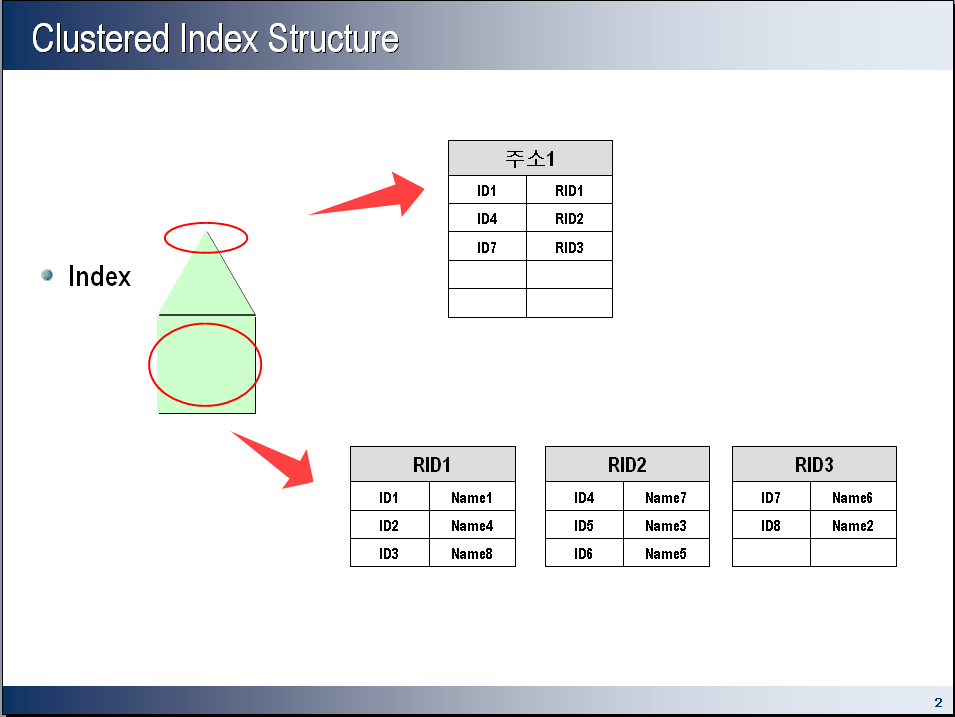 Clustered Index Structure
주소1
ID1 RID1
ID4 RID2
ID7 RID3
Index
RID1
ID1 Name1
ID2 Name4
ID3 Name8
RID2
ID4 Name7
ID5 Name3
ID6 Name5
RID3
ID7 Name6
ID8 Name2
2